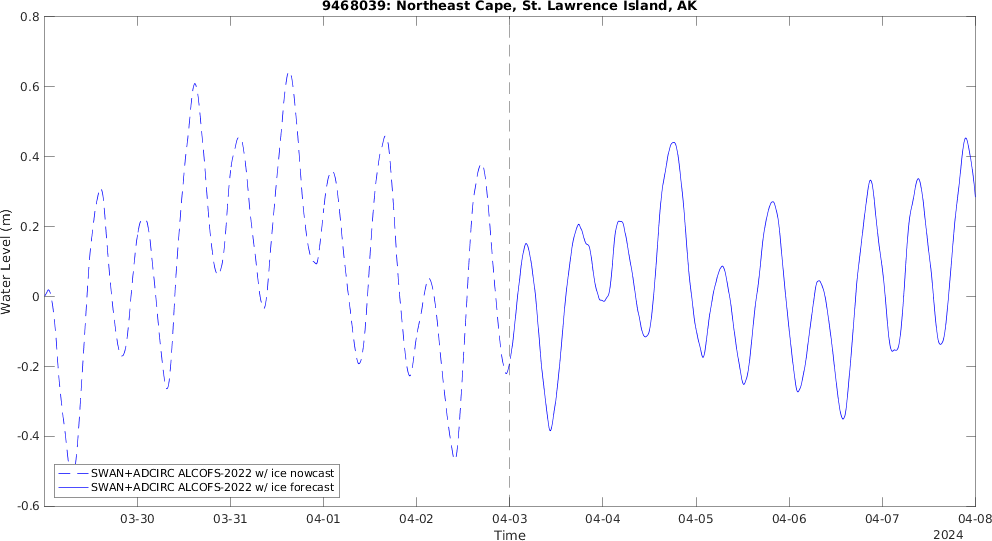 9468039: Northeast Cape, St. Lawrence Island, AK
0.8
0.6
0.4
0.2
0
-0.2
-0.4
-0.6
Water Level (m)
SWAN+ADCIRC ALCOFS-2022 w/ ice nowcast
SWAN+ADCIRC ALCOFS-2022 w/ ice forecast
03-30 03-31 04-01 04-02 04-03 04-04 04-05 04-06 04-07 04-08
Time
2024